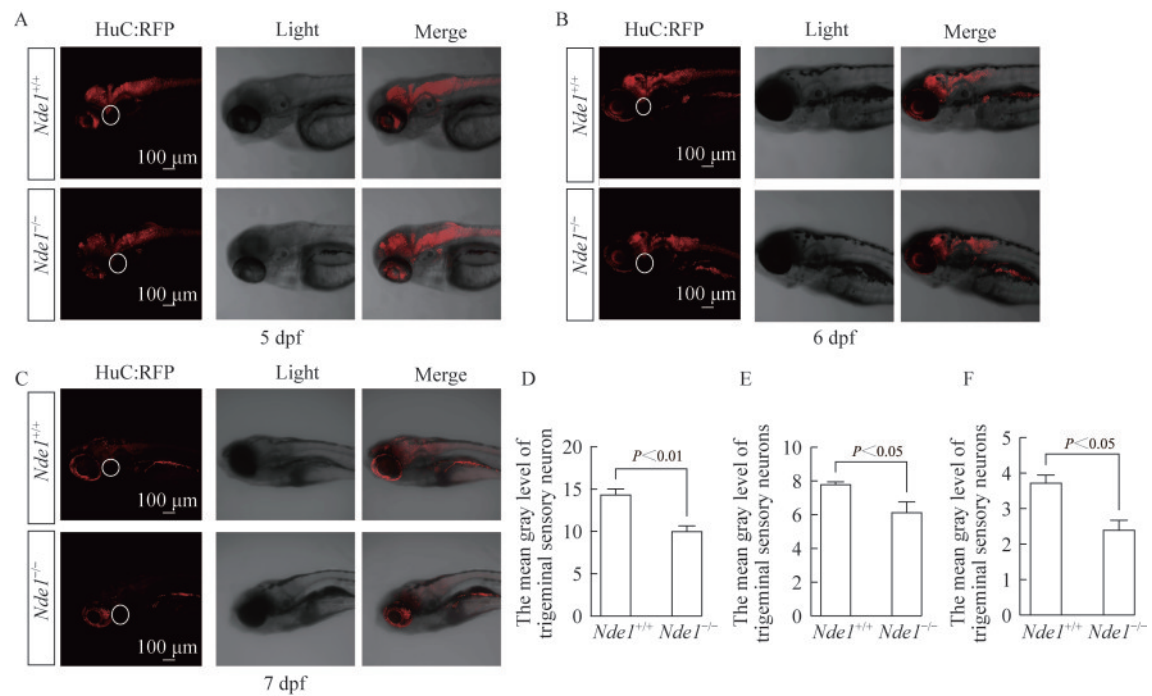 A
HuC:RFP Light Merge
Nde1+/+
100 μm
Nde1−/−
100 μm
5 dpf
B
HuC:RFP Light Merge
Nde1+/+
100 μm
Nde1−/−
100 μm
6 dpf
C
HuC:RFP Light Merge
Nde1+/+
100 μm
Nde1−/−
100 μm
7 dpf
D
The mean gray level of
trigeminal sensory neuron
20
15
10
5
0
P<0.01
Nde1+/+ Nde1−/−
E
The mean gray level of
trigeminal sensory neurons
10
8
6
4
2
0
P<0.05
Nde1+/+ Nde1−/−
F
The mean gray level of
trigeminal sensory neurons
5
4
3
2
1
0
P<0.05
Nde1+/+ Nde1−/−